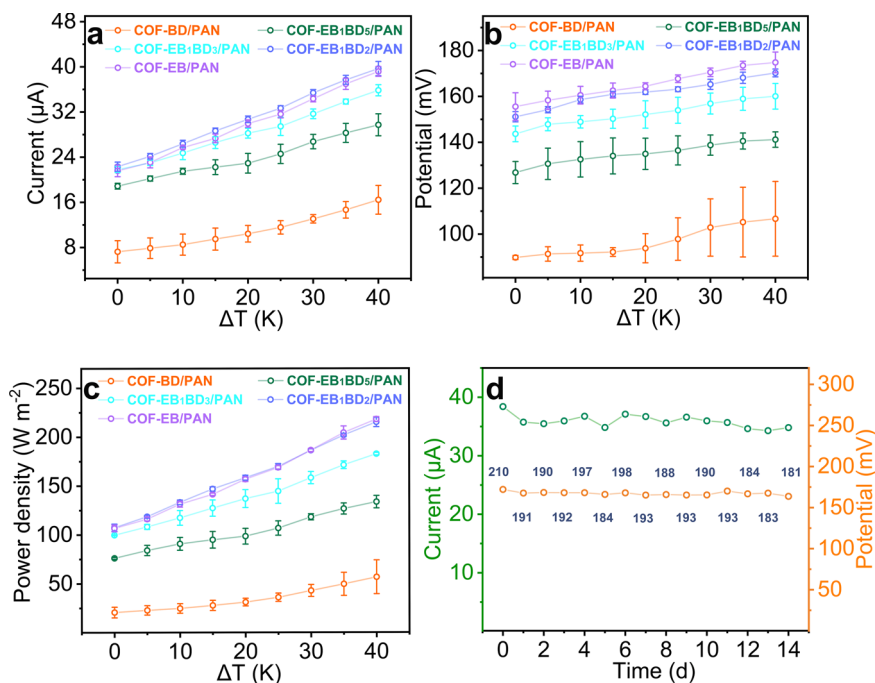 a
COF-BD/PAN COF-EB₁BD₅/PAN
COF-EB₁BD₃/PAN COF-EB₁BD₂/PAN
COF-EB/PAN
Current (μA)
48
40
32
24
16
8
0 10 20 30 40
ΔT (K)
b
COF-BD/PAN COF-EB₁BD₅/PAN
COF-EB₁BD₃/PAN COF-EB₁BD₂/PAN
COF-EB/PAN
Potential (mV)
180
160
140
120
100
0 10 20 30 40
ΔT (K)
c
COF-BD/PAN COF-EB₁BD₅/PAN
COF-EB₁BD₃/PAN COF-EB₁BD₂/PAN
COF-EB/PAN
Power density (W m⁻²)
250
200
150
100
50
0 10 20 30 40
ΔT (K)
d
Current (μA)
40
30
20
10
210 190 197 198 188 190 184 181
191 192 184 193 193 193 183
300
250
200
150
100
50
Potential (mV)
0 2 4 6 8 10 12 14
Time (d)